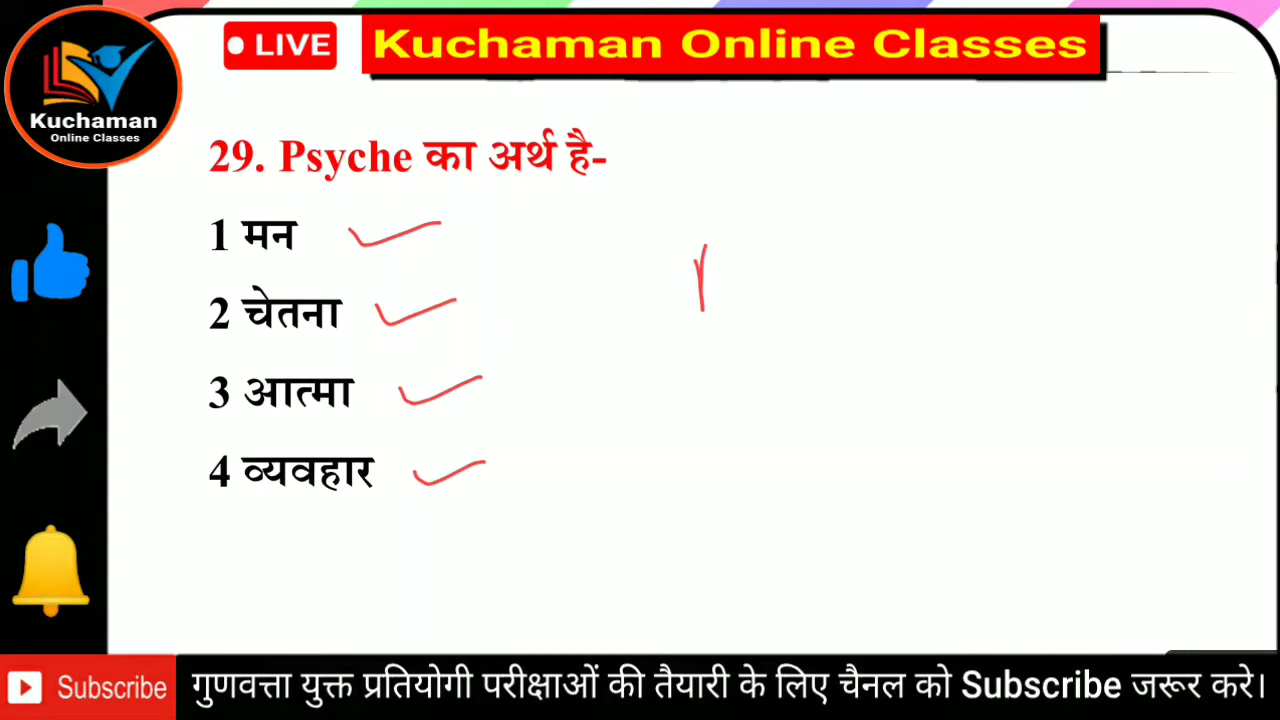 LIVE
Kuchaman Online Classes
Kuchaman
Online Classes
29. Psyche का अर्थ है-
1 मन
2 चेतना
3 आत्मा
4 व्यवहार
Subscribe
गुणवत्ता युक्त प्रतियोगी परीक्षाओं की तैयारी के लिए चैनल को Subscribe जरूर करे।